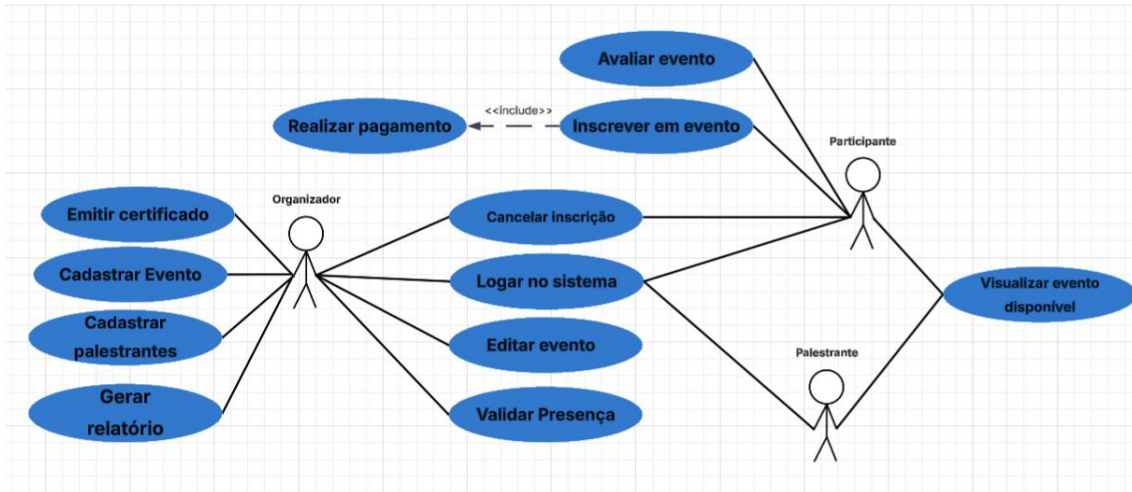 Avaliar evento
<<include>>
Realizar pagamento
Inscrever em evento
Participante
Organizador
Emitir certificado
Cancelar inscrição
Cadastrar Evento
Logar no sistema
Visualizar evento
disponível
Cadastrar
palestrantes
Editar evento
Palestrante
Gerar
relatório
Validar Presença